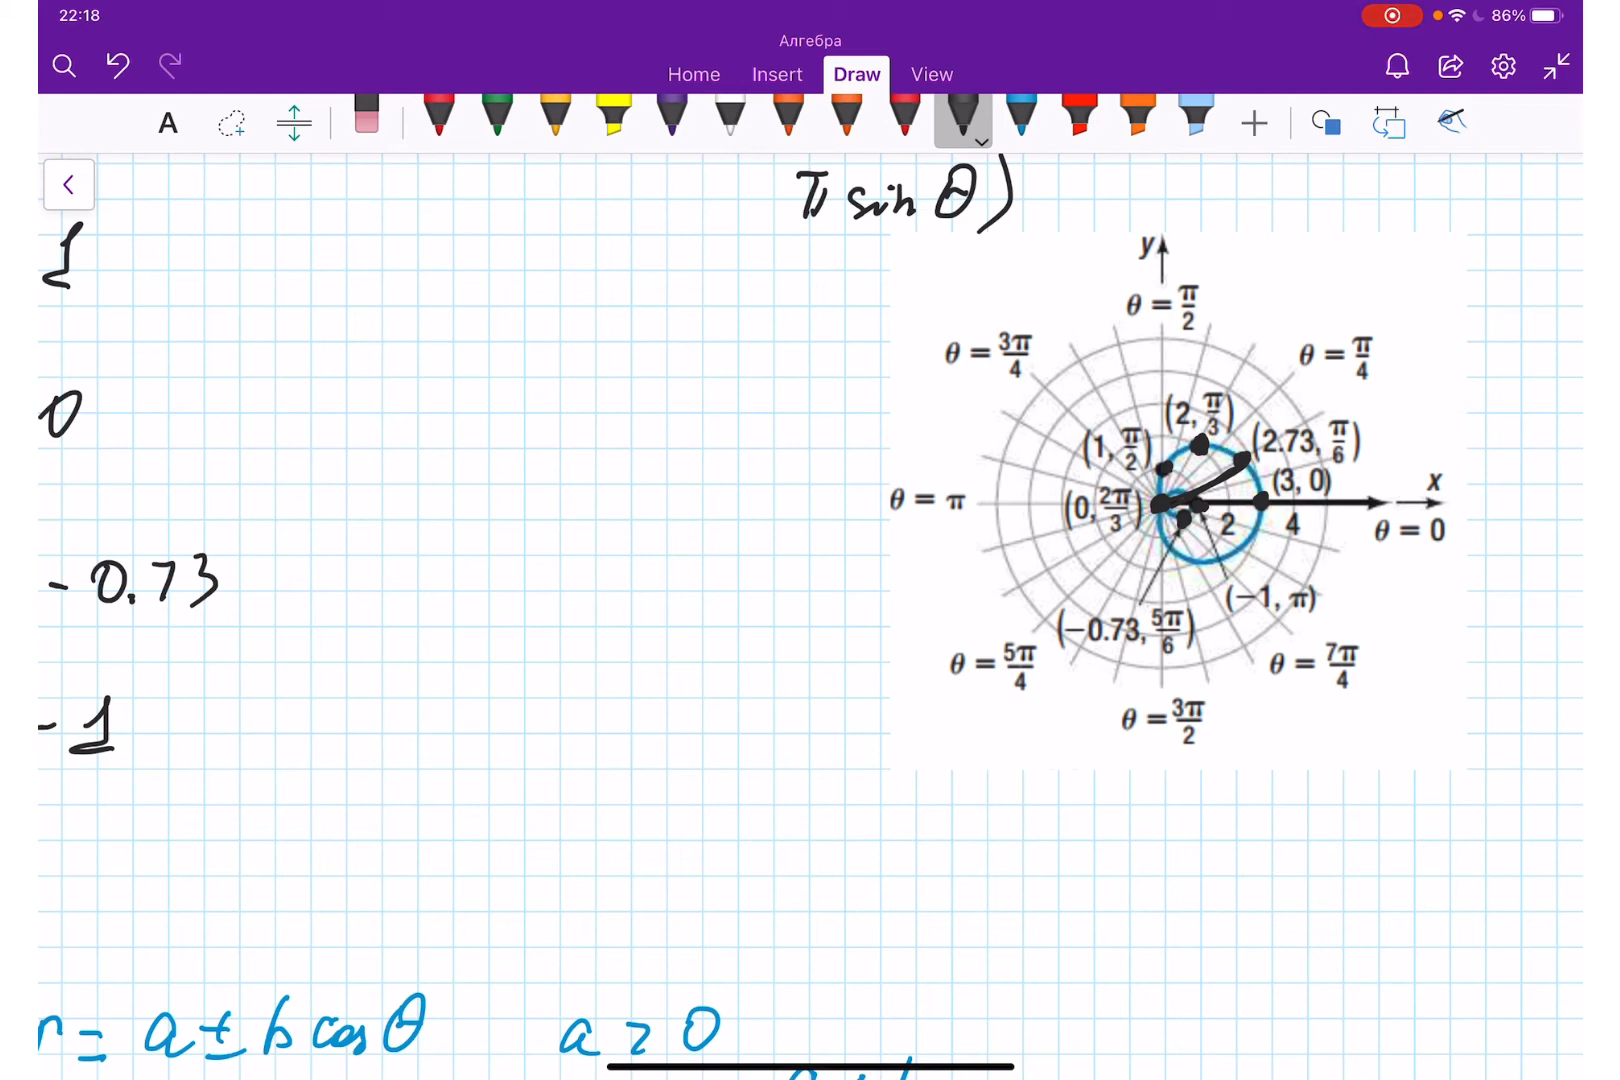 22:18
86%
Алгебра
Home Insert Draw View
A
π sin θ)
1
0
- 0.73
- 1
y
θ = π/2
θ = 3π/4
θ = π/4
(2, π/3)
(1, π/2)
(2.73, π/6)
(3, 0)
x
θ = π
(0, 2π/3)
2 4
θ = 0
(−1, π)
(−0.73, 5π/6)
θ = 5π/4
θ = 7π/4
θ = 3π/2
r = a ± b cos θ a > 0